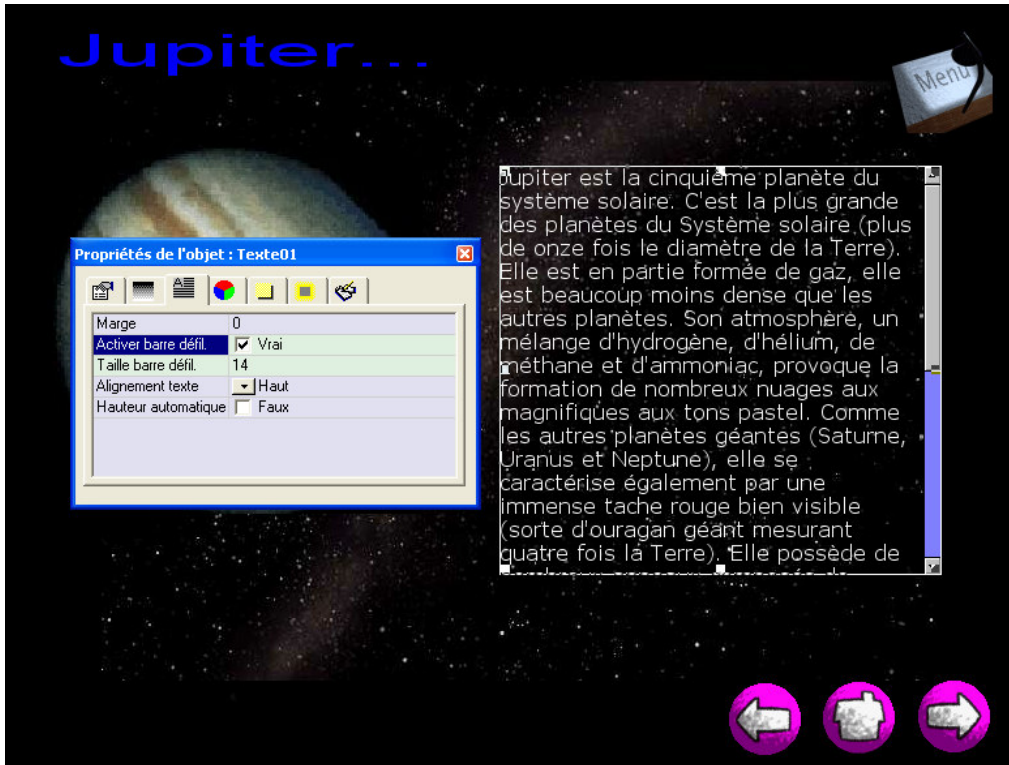 Jupiter...
Menu
Jupiter est la cinquième planète du
système solaire. C'est la plus grande
des planètes du Système solaire (plus
de onze fois le diamètre de la Terre).
Elle est en partie formée de gaz, elle
est beaucoup moins dense que les
autres planètes. Son atmosphère, un
mélange d'hydrogène, d'hélium, de
méthane et d'ammoniac, provoque la
formation de nombreux nuages aux
magnifiques aux tons pastel. Comme
les autres planètes géantes (Saturne,
Uranus et Neptune), elle se
caractérise également par une
immense tache rouge bien visible
(sorte d'ouragan géant mesurant
quatre fois la Terre). Elle possède de
Propriétés de l'objet : Texte01
Marge 0
Activer barre défil. Vrai
Taille barre défil. 14
Alignement texte Haut
Hauteur automatique Faux